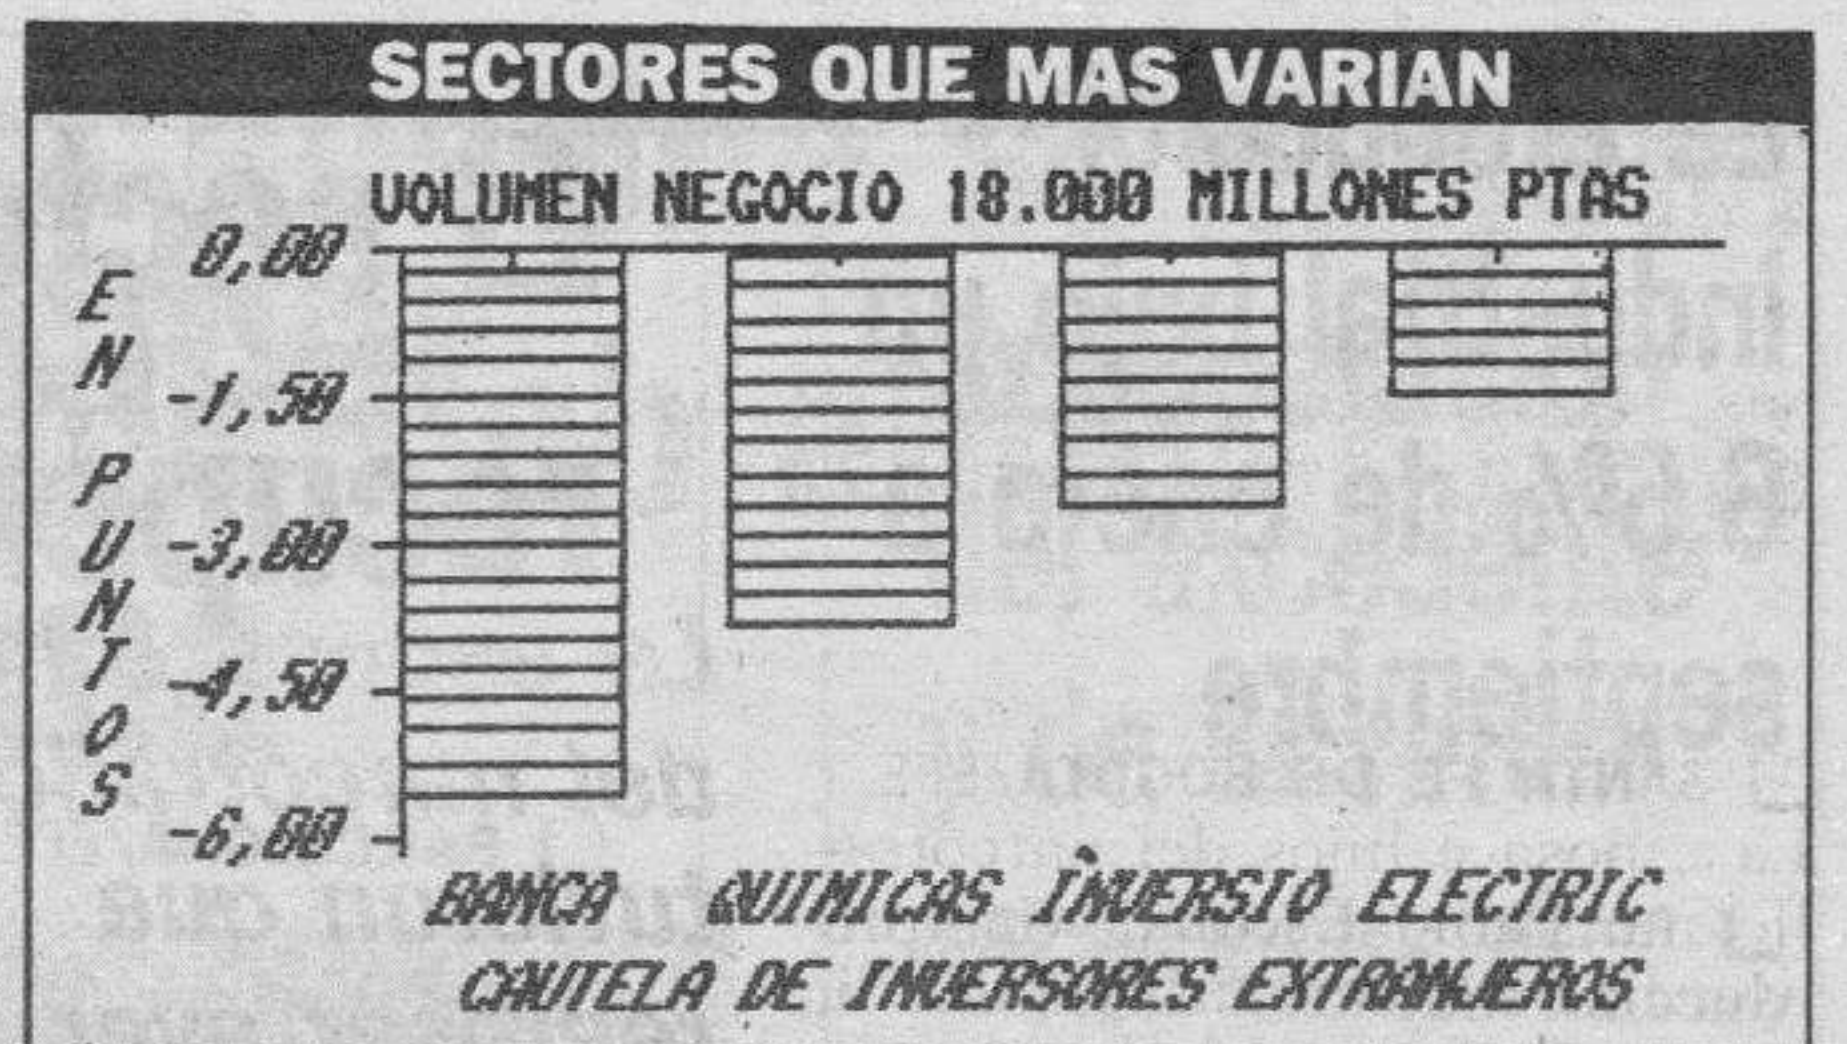 SECTORES QUE MAS VARIAN
VOLUMEN NEGOCIO 18.000 MILLONES PTAS
EN PUNTOS
0,00
-1,50
-3,00
-4,50
-6,00
BANCA QUIMICAS INVERSIO ELECTRIC
CAUTELA DE INVERSORES EXTRANJEROS